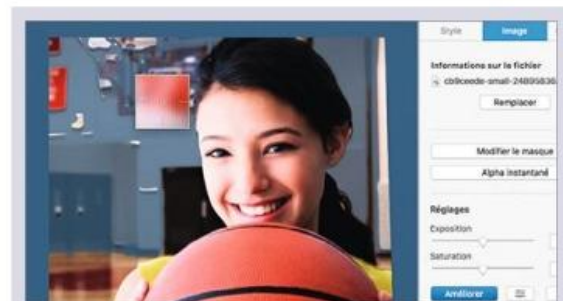 Style Image
Informations sur le fichier
cb9ceede-small-24895836
Remplacer
Modifier le masque
Alpha instantané
Réglages
Exposition
Saturation
Améliorer